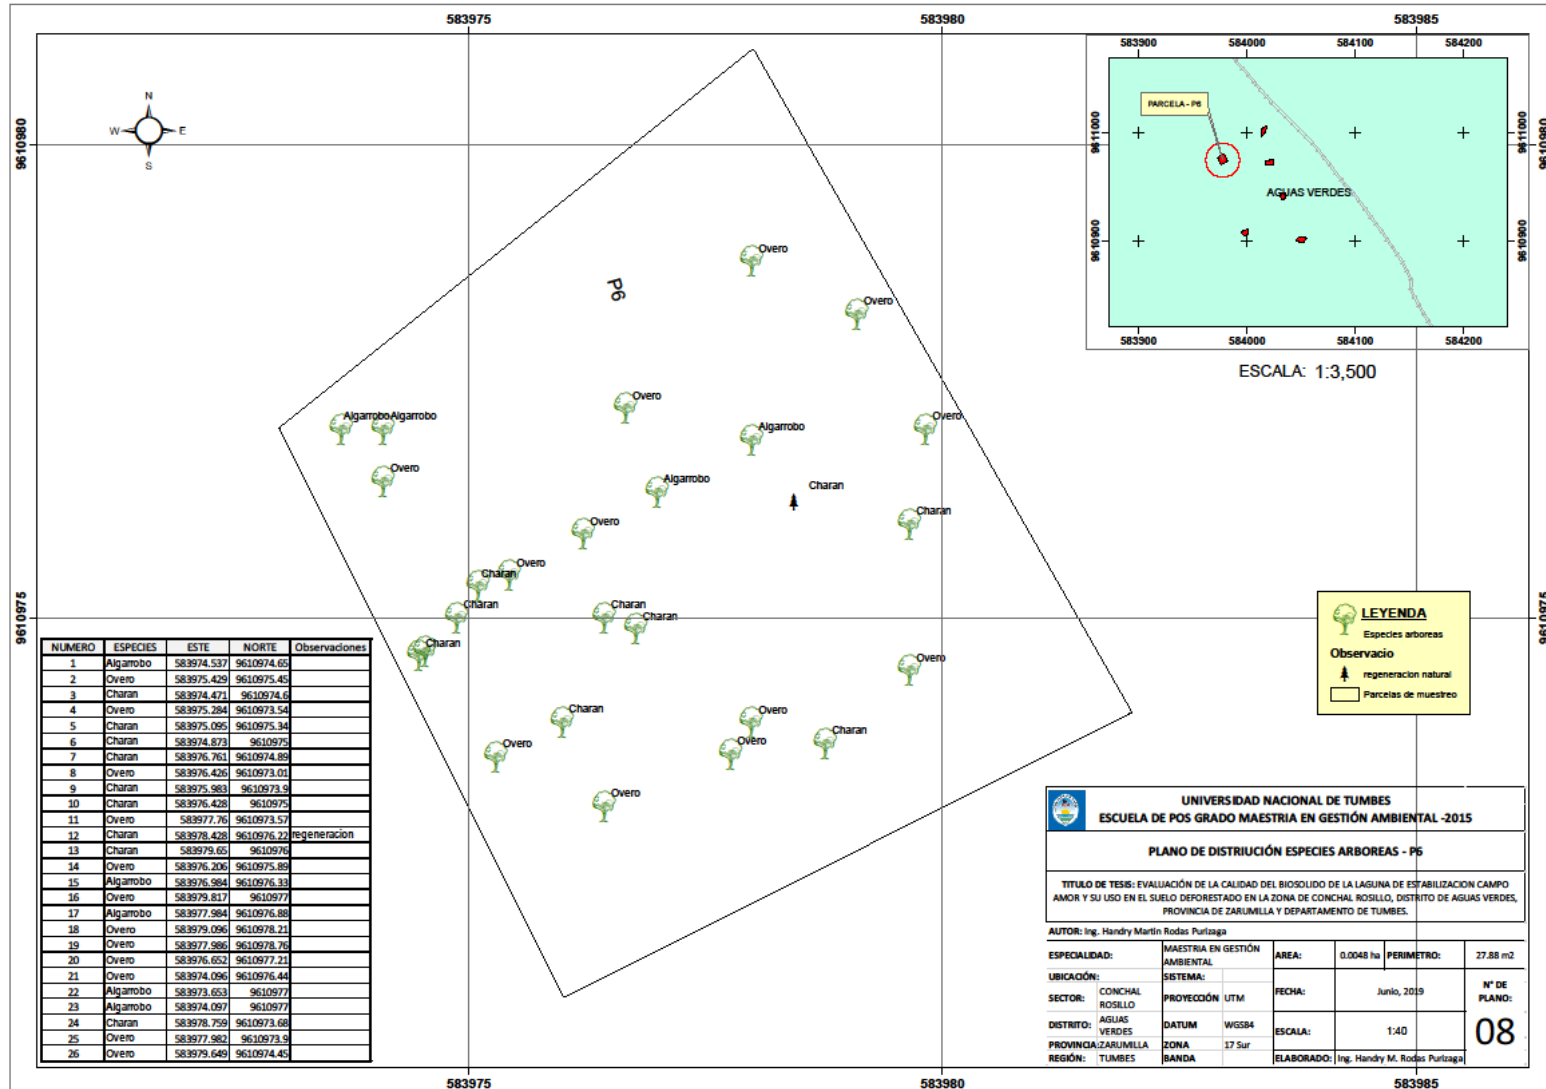 583975 583980 583985
N
W E
S
9610980
9610975
P6
Overo
Overo
Overo
Algarrobo Algarrobo
Algarrobo
Overo
Overo
Algarrobo
Charan
Overo
Charan
Overo
Charan
Charan
Charan
Charan
Charan
Overo
Charan
Overo
Charan
Overo
Overo
Overo
583900 584000 584100 584200
PARCELA - P6
9611000
9610900
AGUAS VERDES
9611000
9610900
583900 584000 584100 584200
ESCALA: 1:3,500
9610980
9610975
LEYENDA
Especies arboreas
Observacio
regeneracion natural
Parcelas de muestreo
NUMERO ESPECIES ESTE NORTE Observaciones
1 Algarrobo 583974.537 9610974.65
2 Overo 583975.429 9610975.45
3 Charan 583974.471 9610974.6
4 Overo 583975.284 9610973.54
5 Charan 583975.095 9610975.34
6 Charan 583974.873 9610975
7 Charan 583976.761 9610974.89
8 Overo 583976.426 9610973.01
9 Charan 583975.983 9610973.9
10 Charan 583976.428 9610975
11 Overo 583977.76 9610973.57
12 Charan 583978.428 9610976.22 regeneracion
13 Charan 583979.65 9610976
14 Overo 583976.206 9610975.89
15 Algarrobo 583976.984 9610976.33
16 Overo 583979.817 9610977
17 Algarrobo 583977.984 9610976.88
18 Overo 583979.096 9610978.21
19 Overo 583977.986 9610978.76
20 Overo 583976.652 9610977.21
21 Overo 583974.096 9610976.44
22 Algarrobo 583973.653 9610977
23 Algarrobo 583974.097 9610977
24 Charan 583978.759 9610973.68
25 Overo 583977.982 9610973.9
26 Overo 583979.649 9610974.45
UNIVERSIDAD NACIONAL DE TUMBES
ESCUELA DE POS GRADO MAESTRIA EN GESTIÓN AMBIENTAL -2015
PLANO DE DISTRIUCIÓN ESPECIES ARBOREAS - P6
TITULO DE TESIS: EVALUACIÓN DE LA CALIDAD DEL BIOSOLIDO DE LA LAGUNA DE ESTABILIZACION CAMPO
AMOR Y SU USO EN EL SUELO DEFORESTADO EN LA ZONA DE CONCHAL ROSILLO, DISTRITO DE AGUAS VERDES,
PROVINCIA DE ZARUMILLA Y DEPARTAMENTO DE TUMBES.
AUTOR: Ing. Handry Martin Rodas Purizaga
ESPECIALIDAD: MAESTRIA EN GESTIÓN AMBIENTAL AREA: 0.0048 ha PERIMETRO: 27.88 m2
UBICACIÓN: SISTEMA:
SECTOR: CONCHAL ROSILLO PROYECCIÓN UTM FECHA: Junio, 2019 N° DE PLANO:
DISTRITO: AGUAS VERDES DATUM WGS84 ESCALA: 1:40 08
PROVINCIA: ZARUMILLA ZONA 17 Sur
REGIÓN: TUMBES BANDA ELABORADO: Ing. Handry M. Rodas Purizaga
583975 583980 583985